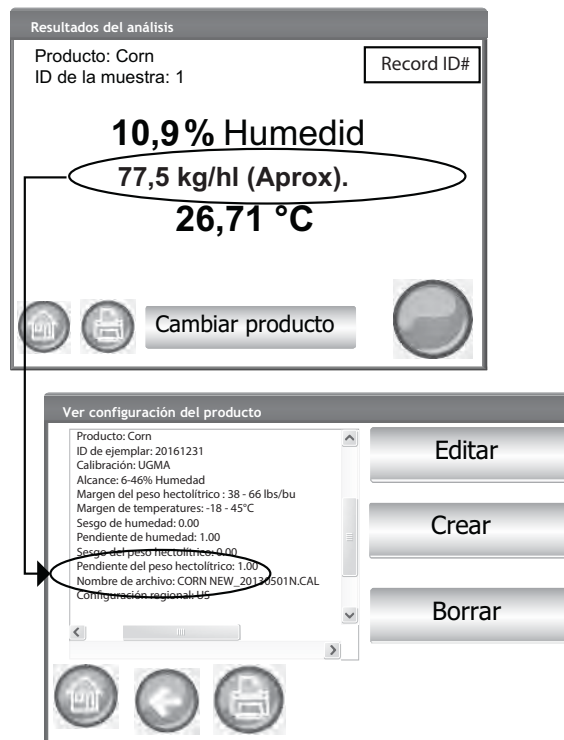 Resultados del análisis
Producto: Corn
ID de la muestra: 1
Record ID#
10,9% Humedid
77,5 kg/hl (Aprox).
26,71 °C
Cambiar producto
Ver configuración del producto
Producto: Corn
ID de ejemplar: 20161231
Calibración: UGMA
Alcance: 6-46% Humedad
Margen del peso hectolítrico : 38 - 66 lbs/bu
Margen de temperatures: -18 - 45°C
Sesgo de humedad: 0.00
Pendiente de humedad: 1.00
Sesgo del peso hectolítrico: 0.00
Pendiente del peso hectolítrico: 1.00
Nombre de archivo: CORN NEW_20130501N.CAL
Configuración regional: US
Editar
Crear
Borrar